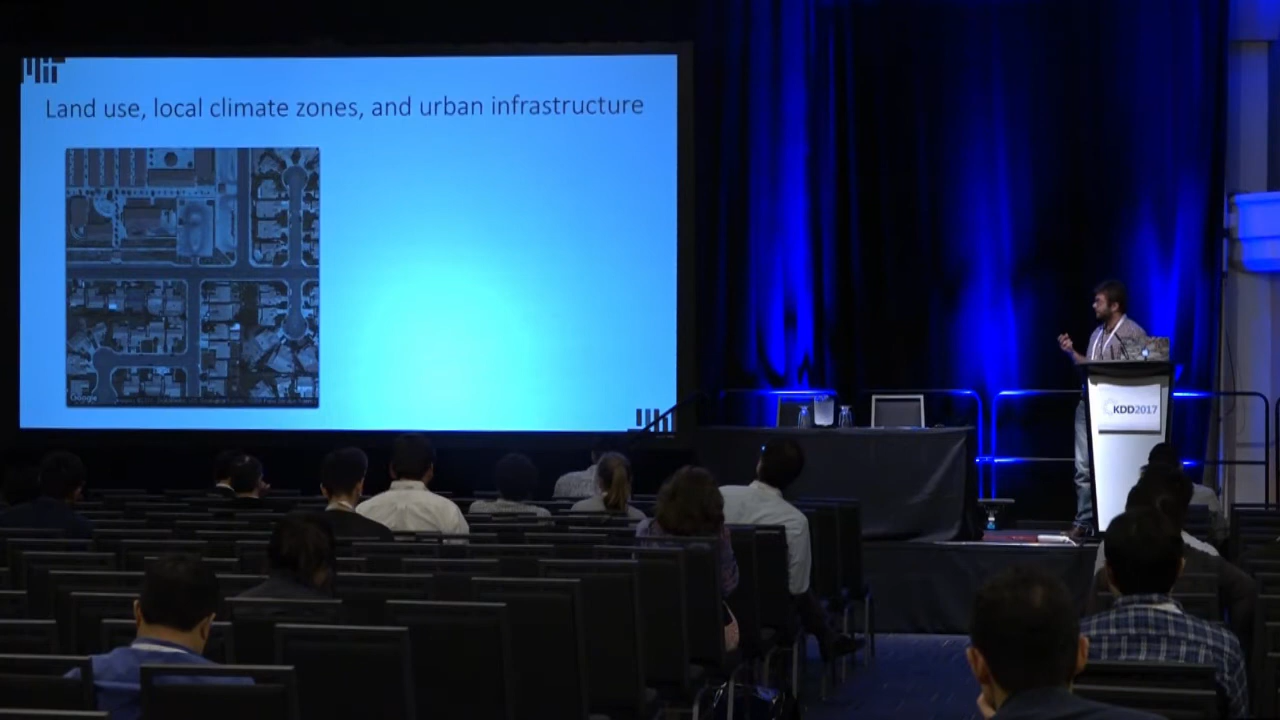 Land use, local climate zones, and urban infrastructure
Google
KDD2017